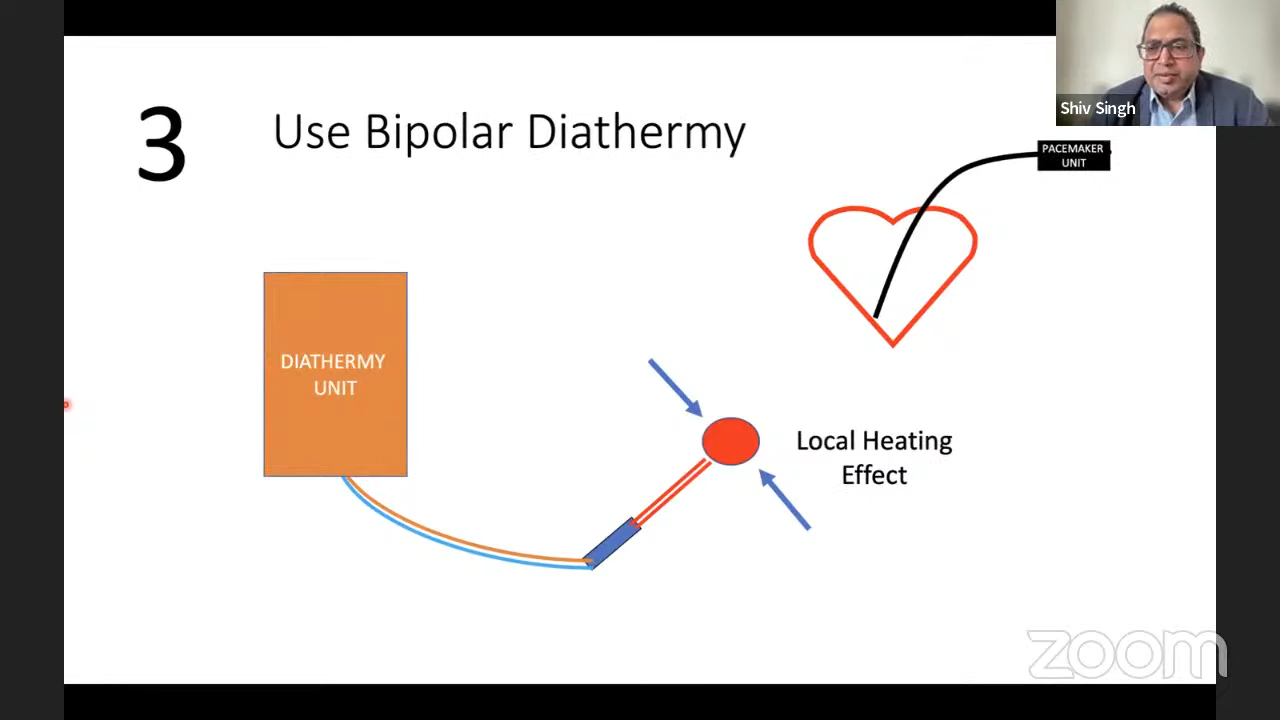 Shiv Singh
3
Use Bipolar Diathermy
PACEMAKER
UNIT
DIATHERMY
UNIT
Local Heating
Effect
zoom